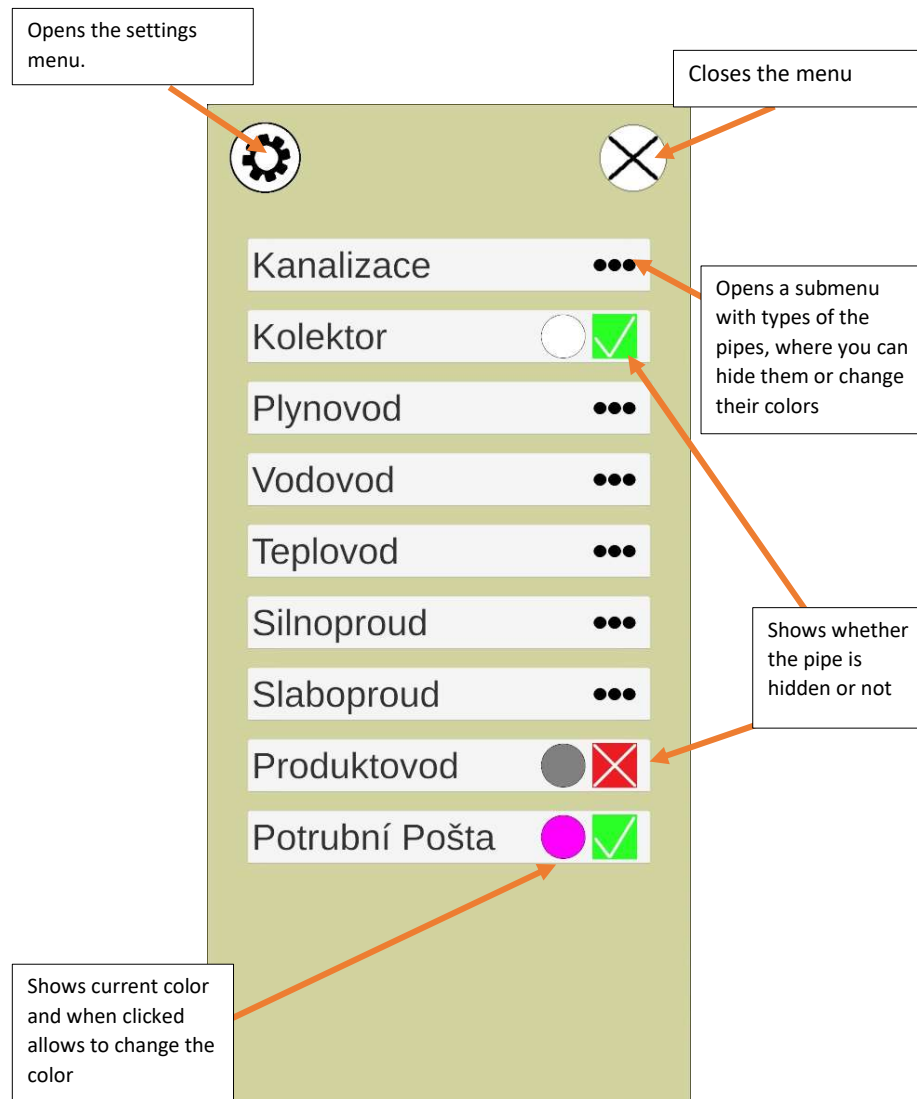 Opens the settings
menu.
Closes the menu
Kanalizace
Opens a submenu
with types of the
pipes, where you can
hide them or change
their colors
Kolektor
Plynovod
Vodovod
Teplovod
Silnoproud
Shows whether
the pipe is
hidden or not
Slaboproud
Produktovod
Potrubní Pošta
Shows current color
and when clicked
allows to change the
color